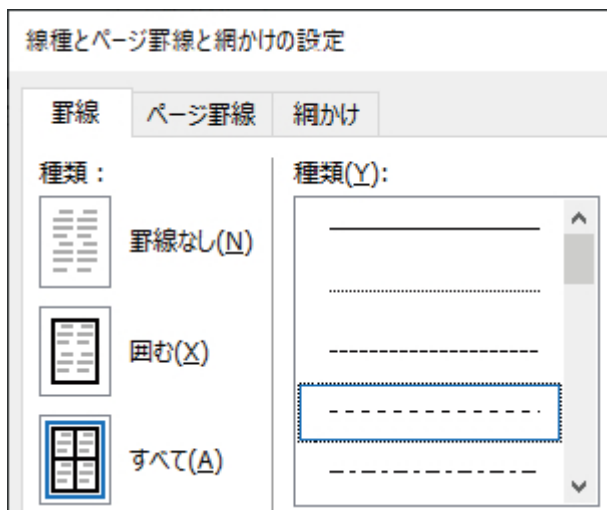 線種とページ罫線と網かけの設定
罫線 ページ罫線 網かけ
種類： 種類(Y):
罫線なし(N)
囲む(X)
すべて(A)